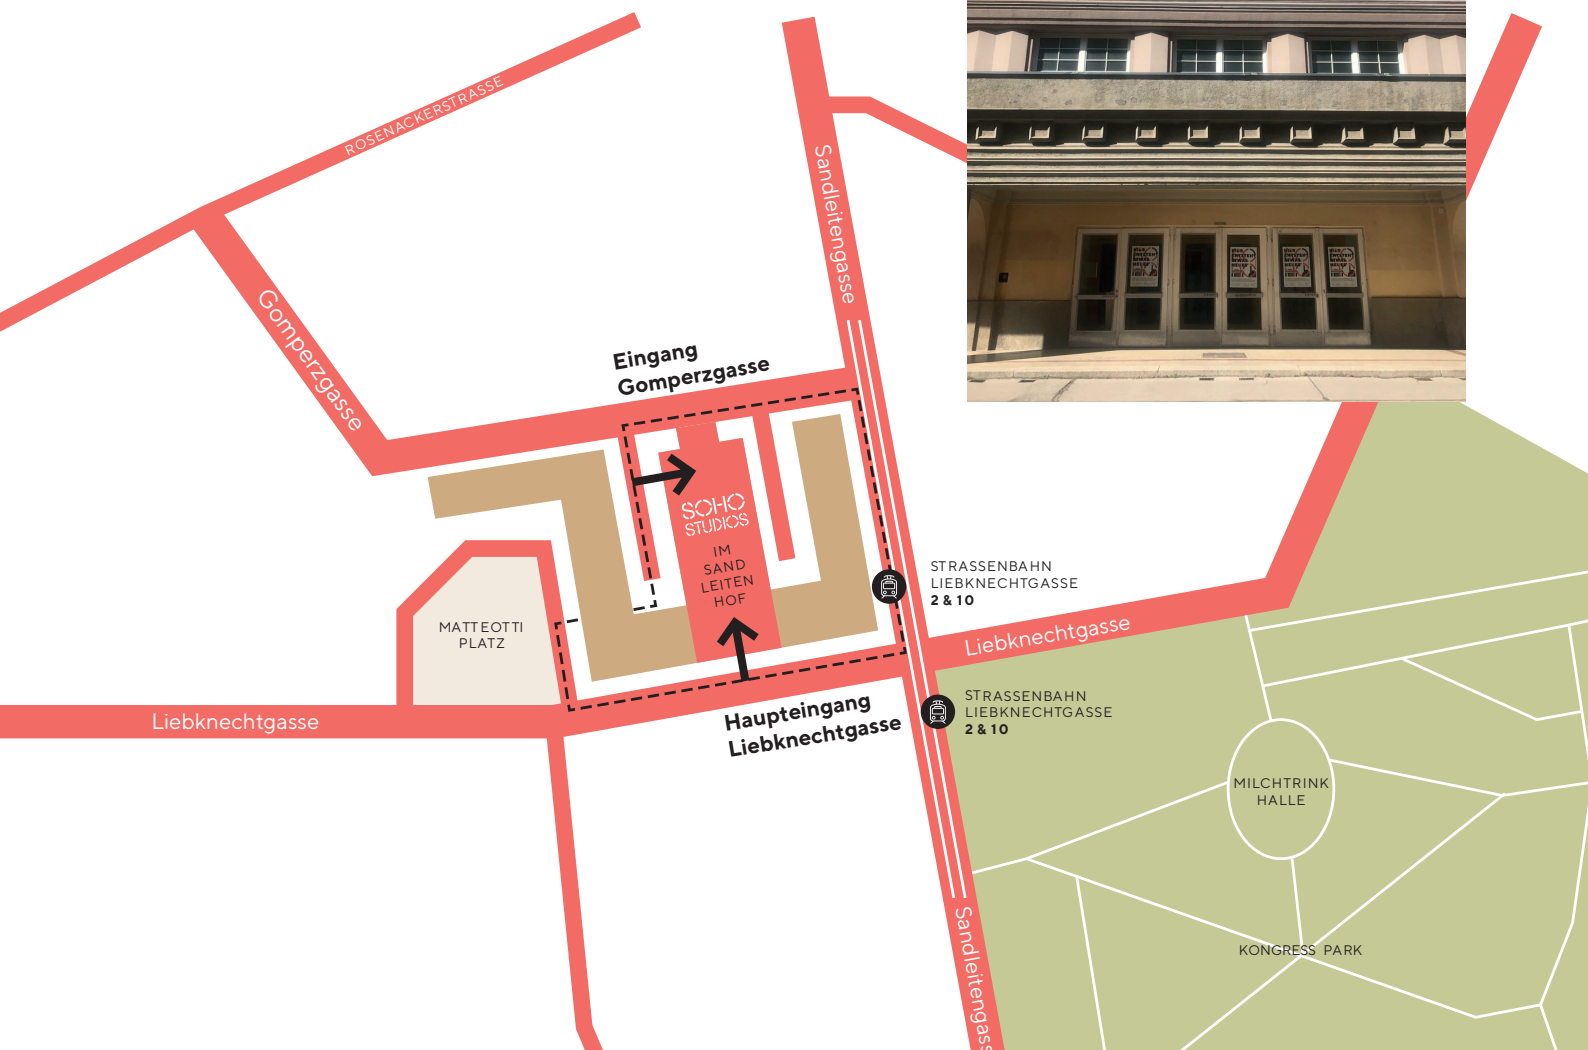 ROSENACKERSTRASSE
Sandleitengasse
Gomperzgasse
Eingang
Gomperzgasse
SOHO
STUDIOS
IM
SAND
LEITEN
HOF
STRASSENBAHN
LIEBKNECHTGASSE
2 & 10
MATTEOTTI
PLATZ
Liebknechtgasse
Liebknechtgasse
Haupteingang
Liebknechtgasse
STRASSENBAHN
LIEBKNECHTGASSE
2 & 10
MILCHTRINK
HALLE
KONGRESS PARK
Sandleitengass